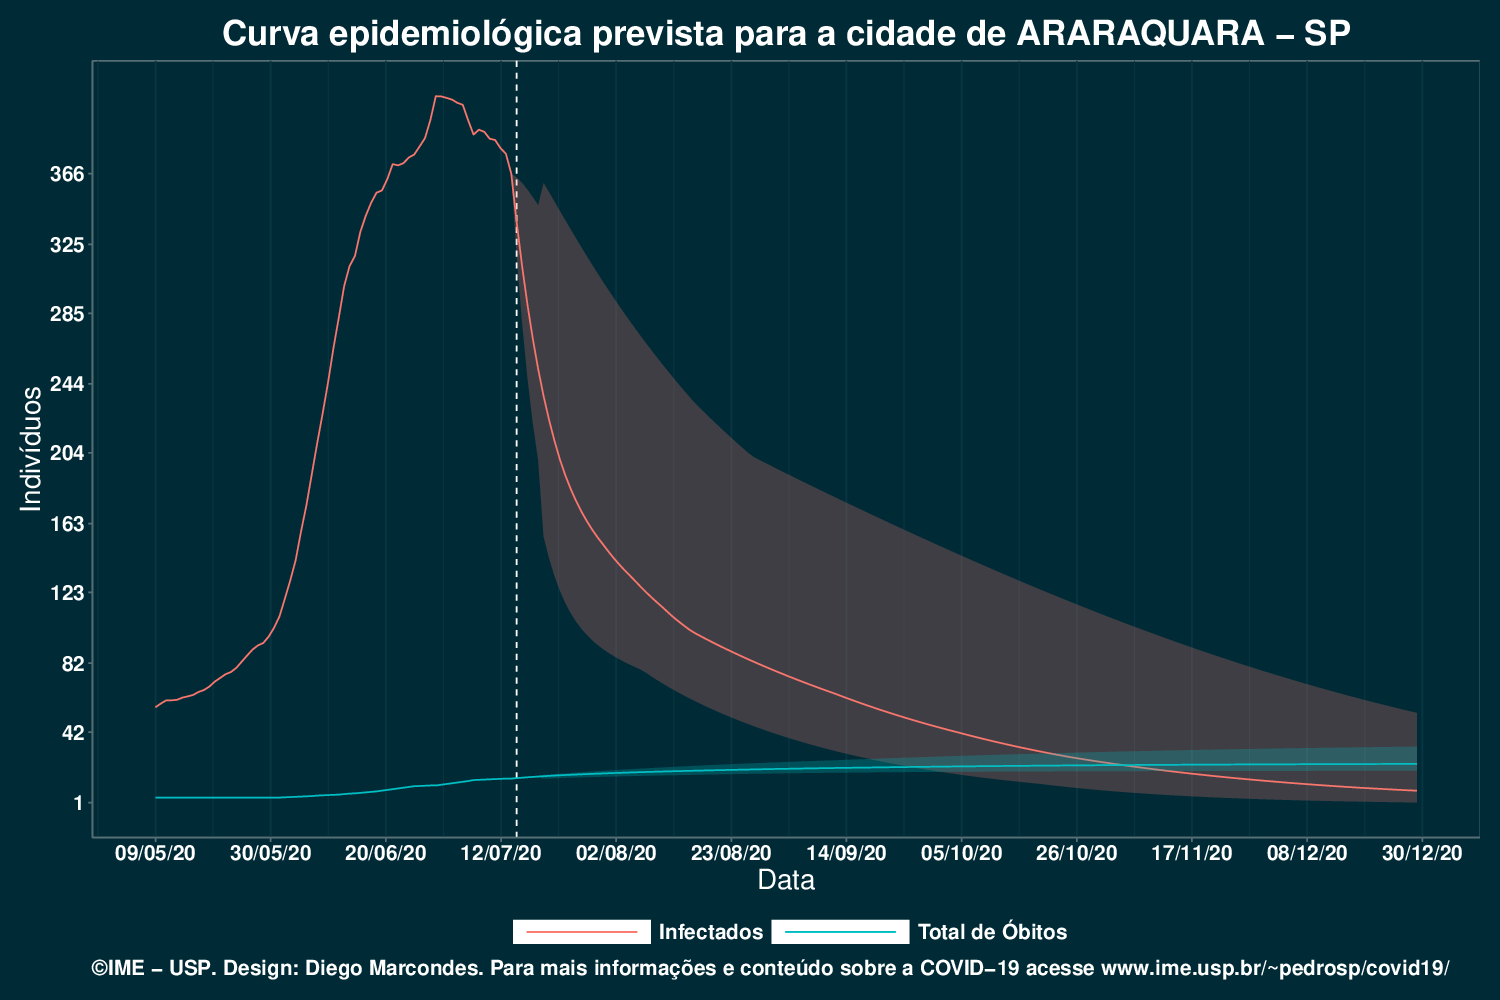 Curva epidemiológica prevista para a cidade de ARARAQUARA – SP
Indivíduos
366
325
285
244
204
163
123
82
42
1
09/05/20 30/05/20 20/06/20 12/07/20 02/08/20 23/08/20 14/09/20 05/10/20 26/10/20 17/11/20 08/12/20 30/12/20
Data
Infectados Total de Óbitos
©IME – USP. Design: Diego Marcondes. Para mais informações e conteúdo sobre a COVID–19 acesse www.ime.usp.br/~pedrosp/covid19/